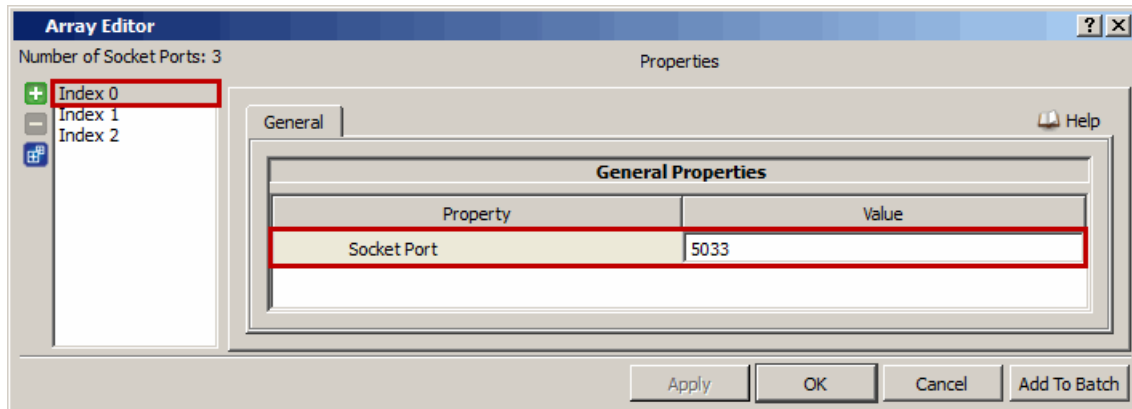 Array Editor
Number of Socket Ports: 3
Properties
Index 0
Index 1
Index 2
General
Help
General Properties
Property Value
Socket Port 5033
Apply OK Cancel Add To Batch